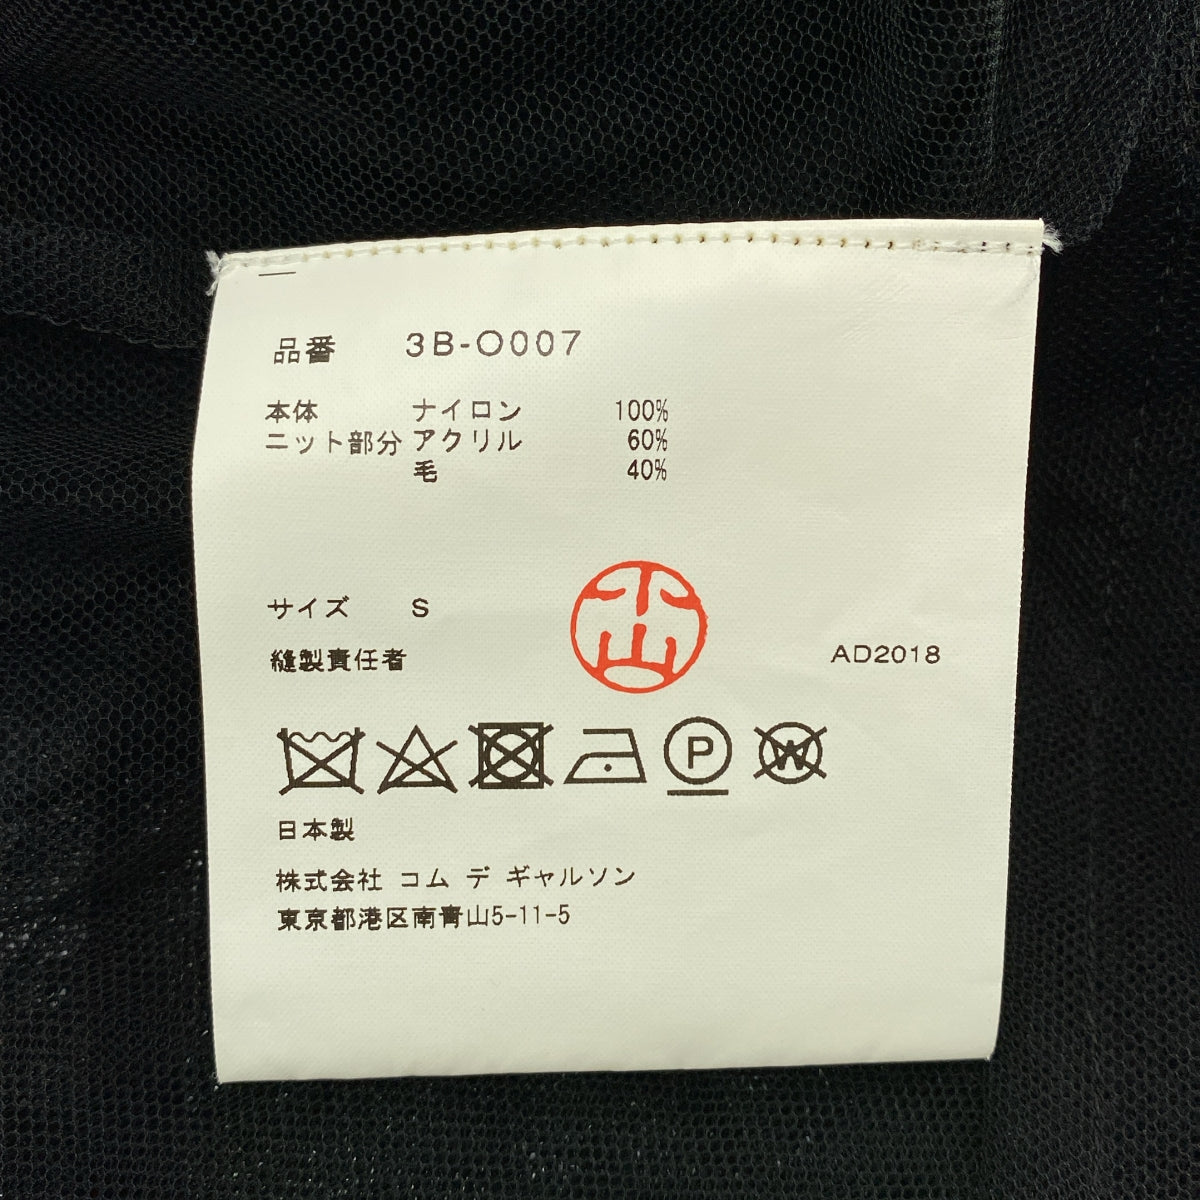 品番 3B-O007
本体 ナイロン 100%
ニット部分 アクリル 60%
毛 40%
サイズ S
縫製責任者 下山 AD2018
P W
日本製
株式会社 コム デ ギャルソン
東京都港区南青山5-11-5